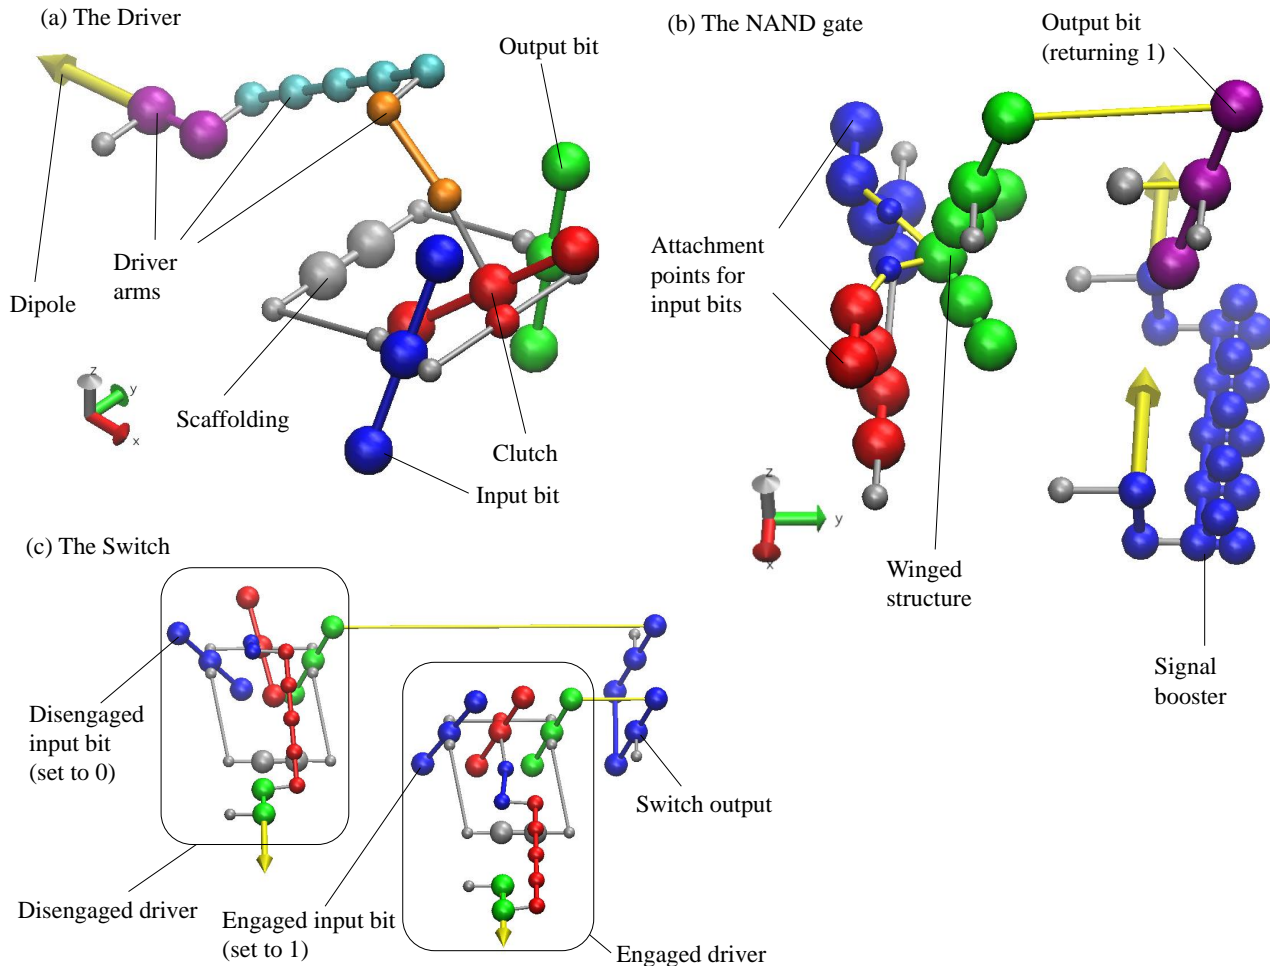 (a) The Driver
Output bit
Dipole
Driver
arms
Scaffolding
z
y
x
Clutch
Input bit
(b) The NAND gate
Output bit
(returning 1)
Attachment
points for
input bits
z
y
x
Winged
structure
Signal
booster
(c) The Switch
Disengaged
input bit
(set to 0)
Switch output
Disengaged driver
Engaged input bit
(set to 1)
Engaged driver